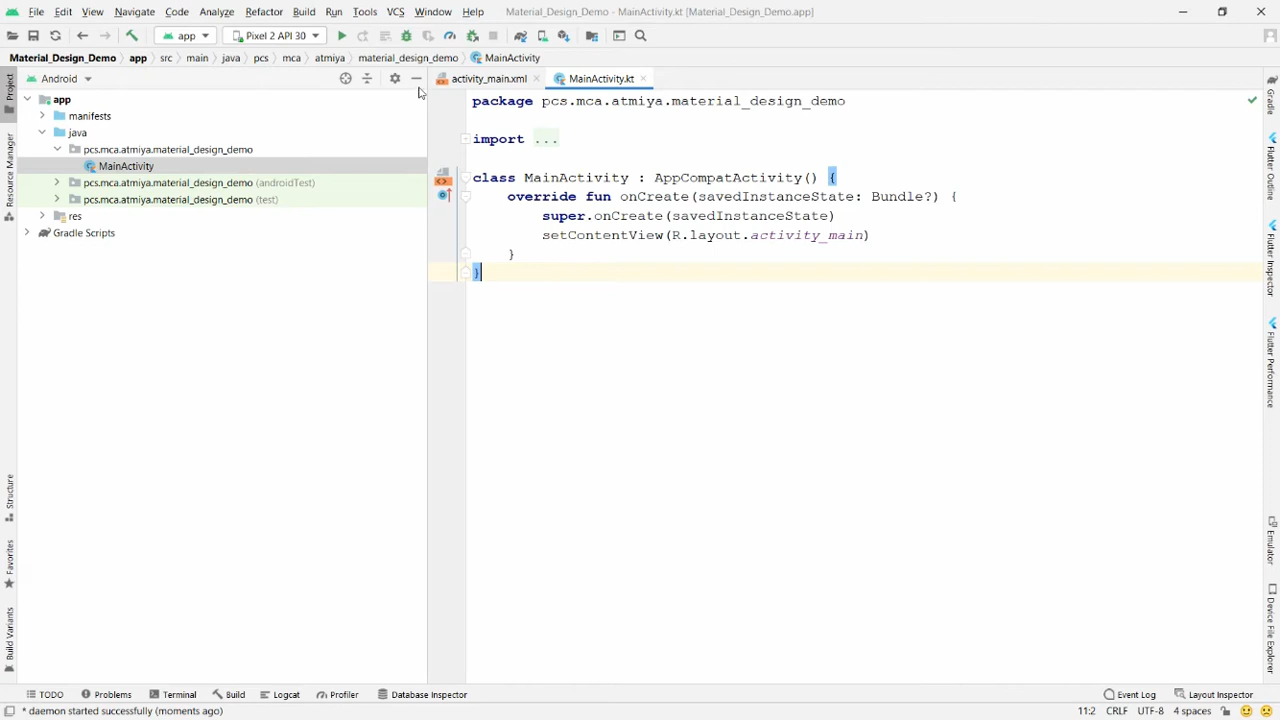 File Edit View Navigate Code Analyze Refactor Build Run Tools VCS Window Help Material_Design_Demo - MainActivity.kt [Material_Design_Demo.app]
app Pixel 2 API 30
Material_Design_Demo app src main java pcs mca atmiya material_design_demo MainActivity
Android
activity_main.xml MainActivity.kt
app
manifests
java
pcs.mca.atmiya.material_design_demo
MainActivity
pcs.mca.atmiya.material_design_demo (androidTest)
pcs.mca.atmiya.material_design_demo (test)
res
Gradle Scripts
package pcs.mca.atmiya.material_design_demo
import ...
class MainActivity : AppCompatActivity() {
override fun onCreate(savedInstanceState: Bundle?) {
super.onCreate(savedInstanceState)
setContentView(R.layout.activity_main)
}
}
Project
Resource Manager
Structure
Favorites
Build Variants
Gradle
Flutter Outline
Flutter Inspector
Flutter Performance
Emulator
Device File Explorer
TODO Problems Terminal Build Logcat Profiler Database Inspector Event Log Layout Inspector
* daemon started successfully (moments ago) 11:2 CRLF UTF-8 4 spaces